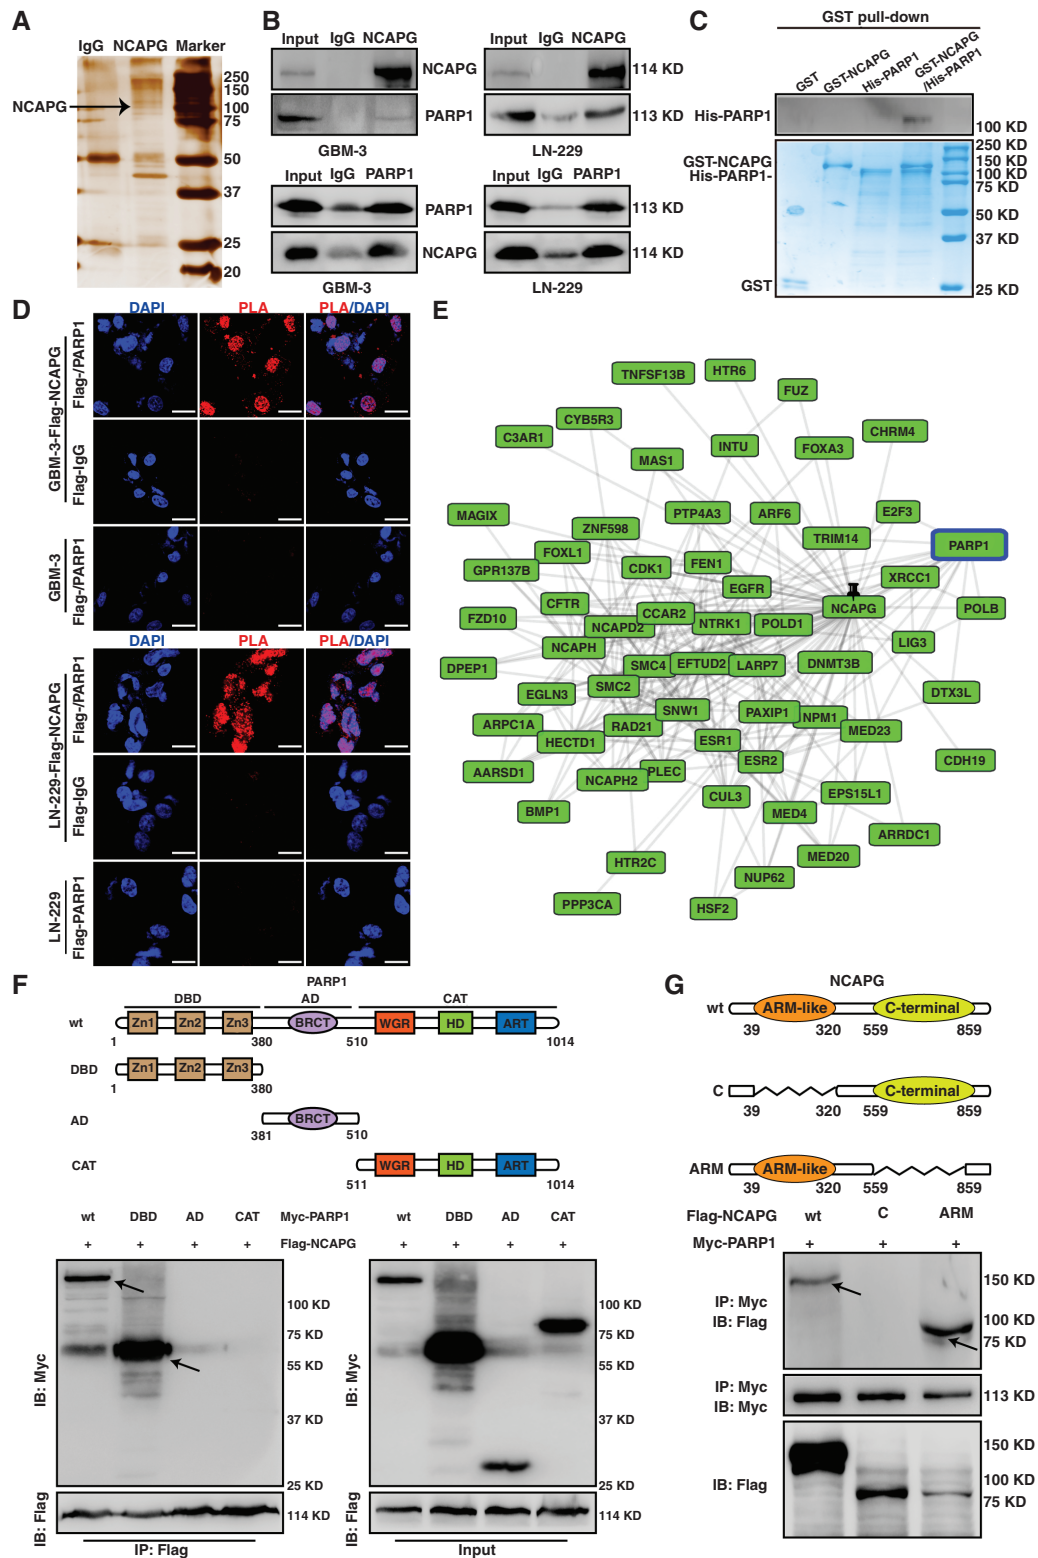 A
IgG NCAPG Marker
NCAPG
250
150
100
75
50
37
25
20
B
Input IgG NCAPG
Input IgG NCAPG
NCAPG
114 KD
PARP1
113 KD
GBM-3
LN-229
Input IgG PARP1
Input IgG PARP1
PARP1
113 KD
NCAPG
114 KD
GBM-3
LN-229
C
GST pull-down
GST
GST-NCAPG
His-PARP1
GST-NCAPG
/His-PARP1
His-PARP1
100 KD
250 KD
GST-NCAPG
150 KD
His-PARP1-
100 KD
75 KD
50 KD
37 KD
GST
25 KD
D
DAPI PLA PLA/DAPI
GBM-3-Flag-NCAPG
Flag-/PARP1
Flag-IgG
GBM-3
Flag-/PARP1
DAPI PLA PLA/DAPI
LN-229-Flag-NCAPG
Flag-/PARP1
Flag-IgG
LN-229
Flag-PARP1
E
TNFSF13B
HTR6
FUZ
CYB5R3
C3AR1
CHRM4
INTU
FOXA3
MAS1
MAGIX
PTP4A3
ARF6
E2F3
ZNF598
TRIM14
PARP1
FOXL1
GPR137B
CDK1
FEN1
XRCC1
EGFR
CFTR
NCAPG
POLB
FZD10
CCAR2
NCAPD2
NTRK1
POLD1
LIG3
NCAPH
DPEP1
SMC4
EFTUD2
LARP7
DNMT3B
SMC2
EGLN3
DTX3L
SNW1
PAXIP1
NPM1
ARPC1A
RAD21
MED23
HECTD1
ESR1
ESR2
CDH19
AARSD1
NCAPH2
PLEC
BMP1
CUL3
EPS15L1
MED4
ARRDC1
HTR2C
MED20
NUP62
PPP3CA
HSF2
F
PARP1
DBD AD CAT
wt
Zn1 Zn2 Zn3 BRCT WGR HD ART
1 380 510 1014
DBD
Zn1 Zn2 Zn3
1 380
AD
BRCT
381 510
CAT
WGR HD ART
511 1014
wt DBD AD CAT Myc-PARP1 wt DBD AD CAT
+ + + + Flag-NCAPG + + + +
IB: Myc
100 KD
75 KD
55 KD
37 KD
25 KD
IB: Myc
100 KD
75 KD
55 KD
37 KD
25 KD
IB: Flag
114 KD
IB: Flag
114 KD
IP: Flag
Input
G
NCAPG
wt
ARM-like C-terminal
39 320 559 859
C
C-terminal
39 320 559 859
ARM
ARM-like
39 320 559 859
Flag-NCAPG wt C ARM
Myc-PARP1 + + +
150 KD
IP: Myc
IB: Flag
100 KD
75 KD
IP: Myc
IB: Myc
113 KD
150 KD
IB: Flag
100 KD
75 KD